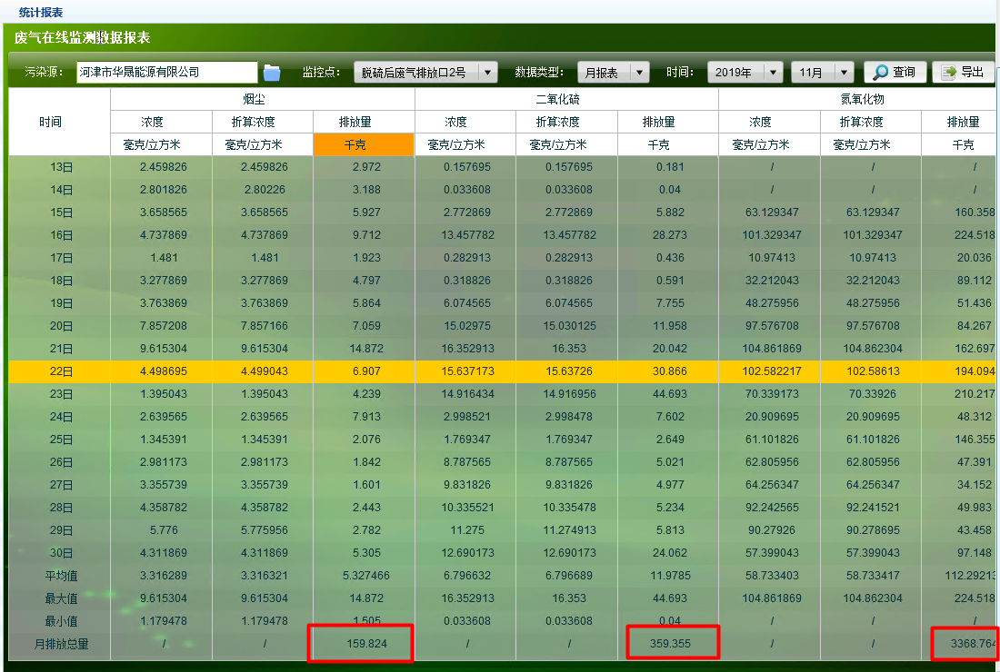 统计报表
废气在线监测数据报表
污染源： 河津市华晟能源有限公司 监控点： 脱硫后废气排放口2号 数据类型： 月报表 时间： 2019年 11月 查询 导出
烟尘 二氧化硫 氮氧化物
时间 浓度 折算浓度 排放量 浓度 折算浓度 排放量 浓度 折算浓度 排放量
毫克/立方米 毫克/立方米 千克 毫克/立方米 毫克/立方米 千克 毫克/立方米 毫克/立方米 千克
13日 2.459826 2.459826 2.972 0.157695 0.157695 0.181 / / /
14日 2.801826 2.80226 3.188 0.033608 0.033608 0.04 / / /
15日 3.658565 3.658565 5.927 2.772869 2.772869 5.882 63.129347 63.129347 160.358
16日 4.737869 4.737869 9.712 13.457782 13.457782 28.273 101.329347 101.329347 224.518
17日 1.481 1.481 1.923 0.282913 0.282913 0.436 10.97413 10.97413 20.036
18日 3.277869 3.277869 4.797 0.318826 0.318826 0.591 32.212043 32.212043 89.112
19日 3.763869 3.763869 5.864 6.074565 6.074565 7.755 48.275956 48.275956 51.436
20日 7.857208 7.857166 7.059 15.02975 15.030125 11.958 97.576708 97.576708 84.267
21日 9.615304 9.615304 14.872 16.352913 16.353 20.042 104.861869 104.862304 162.697
22日 4.498695 4.499043 6.907 15.637173 15.63726 30.866 102.582217 102.58613 194.094
23日 1.395043 1.395043 4.239 14.916434 14.916956 44.693 70.339173 70.33926 210.217
24日 2.639565 2.639565 7.913 2.998521 2.998478 7.602 20.909695 20.909695 48.312
25日 1.345391 1.345391 2.076 1.769347 1.769347 2.649 61.101826 61.101826 146.355
26日 2.981173 2.981173 1.842 8.787565 8.787565 5.021 62.805956 62.805956 47.391
27日 3.355739 3.355739 1.601 9.831826 9.831826 4.977 64.256347 64.256347 34.152
28日 4.358782 4.358782 2.443 10.335521 10.335478 5.234 92.242565 92.241521 49.983
29日 5.776 5.775956 2.782 11.275 11.274913 5.813 90.27926 90.278695 43.458
30日 4.311869 4.311869 5.305 12.690173 12.690173 24.062 57.399043 57.399043 97.148
平均值 3.316289 3.316321 5.327466 6.796632 6.796689 11.9785 58.733403 58.733417 112.29213
最大值 9.615304 9.615304 14.872 16.352913 16.353 44.693 104.861869 104.862304 224.518
最小值 1.179478 1.179478 1.505 0.033608 0.033608 0.04 / / /
月排放总量 / / 159.824 / / 359.355 / / 3368.764